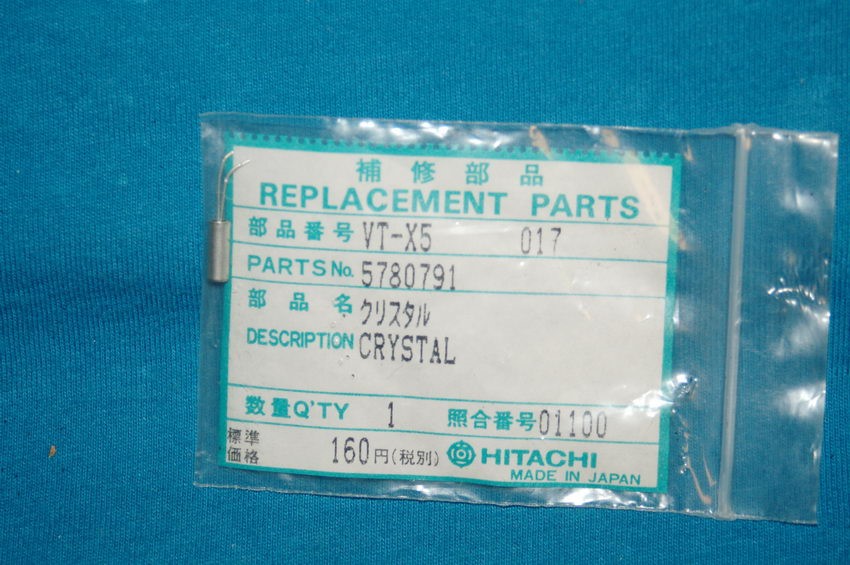 補修部品
REPLACEMENT PARTS
部品番号 VT-X5 017
PARTS No. 5780791
部品名 クリスタル
DESCRIPTION CRYSTAL
数量 Q'TY 1 照合番号 01100
標準価格 160円(税別) HITACHI
MADE IN JAPAN